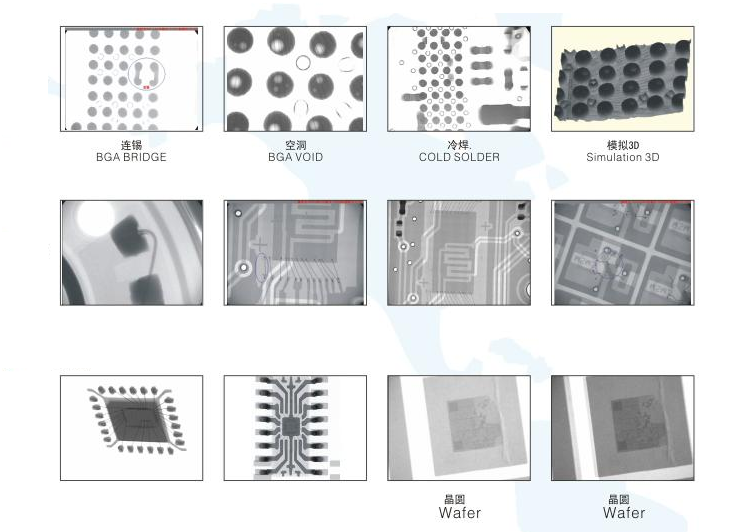 连锡
BGA BRIDGE
空洞
BGA VOID
冷焊.
COLD SOLDER
模拟3D
Simulation 3D
晶圆
Wafer
晶圆
Wafer